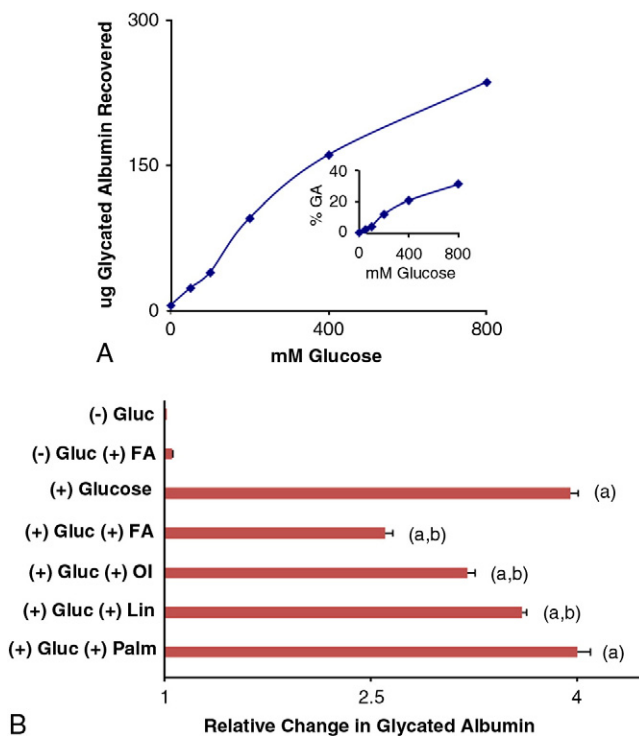 300
150
0
ug Glycated Albumin Recovered
0
400
800
mM Glucose
40
20
0
% GA
0
400
800
mM Glucose
A
(-) Gluc
(-) Gluc (+) FA
(+) Glucose
(a)
(+) Gluc (+) FA
(a,b)
(+) Gluc (+) Ol
(a,b)
(+) Gluc (+) Lin
(a,b)
(+) Gluc (+) Palm
(a)
1
2.5
4
B
Relative Change in Glycated Albumin